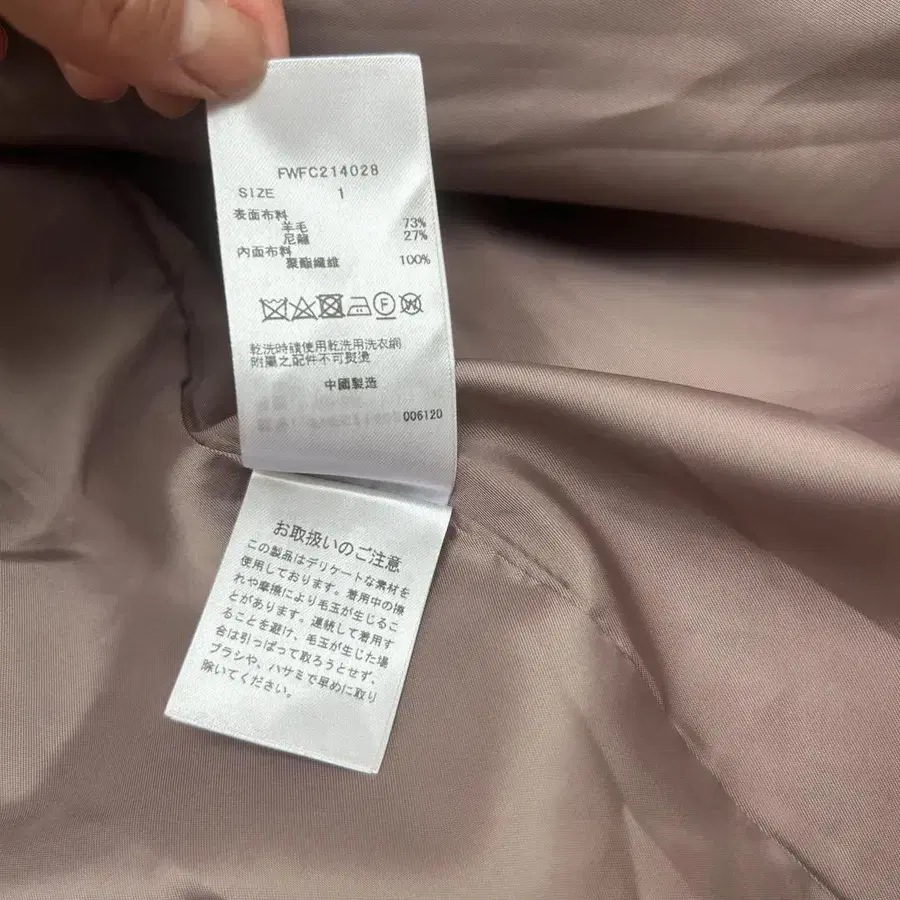 FWFC214028
SIZE 1
表面布料
羊毛 73%
尼龍 27%
內面布料
聚酯纖維 100%
F W
乾洗時請使用乾洗用洗衣網
附屬之配件不可熨燙
中國製造
006120
お取扱いのご注意
この製品はデリケートな素材を
使用しております。着用中の擦
れや摩擦により毛玉が生じるこ
とがあります。連続して着用す
ることを避け、毛玉が生じた場
合は引っぱって取ろうとせず、
ブラシや、ハサミで早めに取り
除いてください。